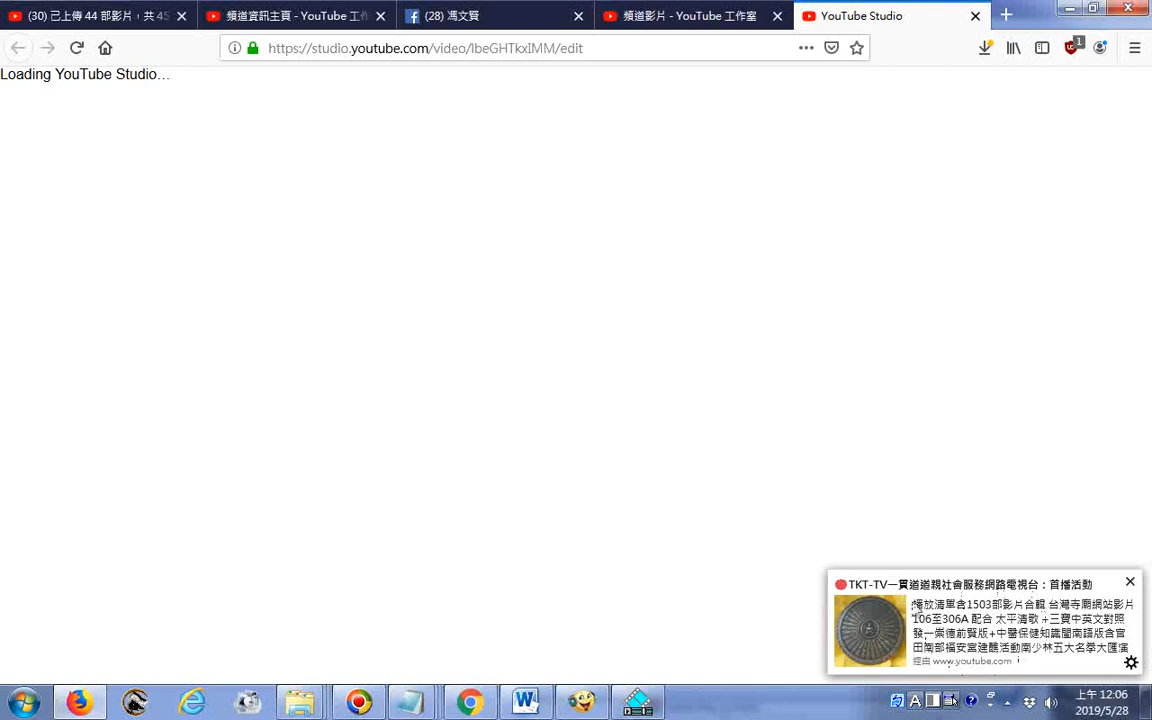 (30) 已上傳 44 部影片，共 45
頻道資訊主頁 - YouTube 工作
(28) 馮文賢
頻道影片 - YouTube 工作室
YouTube Studio
https://studio.youtube.com/video/lbeGHTkxIMM/edit
1
Loading YouTube Studio…
TKT-TV一貫道道親社會服務網路電視台：首播活動
播放清單含1503部影片合輯 台灣寺廟網站影片
106至306A 配合 太平清歌 +三寶中英文對照
發一崇德前賢版+中醫保健知識閩南語版含官
田南部福安宮建醮活動南少林五大名拳大匯演
經由 www.youtube.com
上午 12:06
2019/5/28